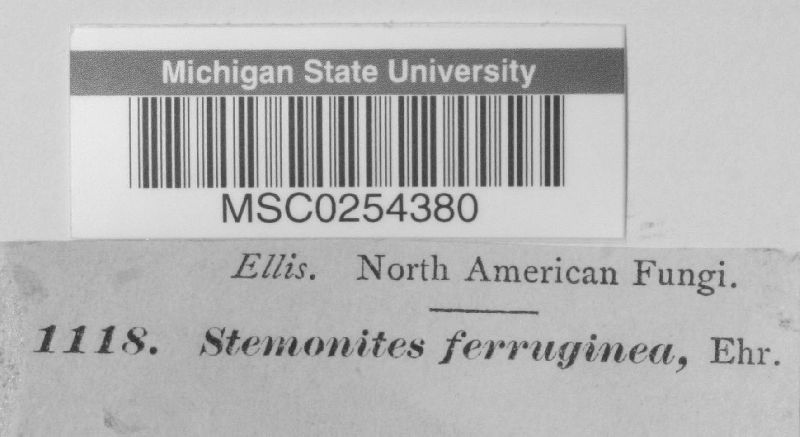 Michigan State University
MSC0254380
Ellis. North American Fungi.
1118. Stemonites ferruginea, Ehr.